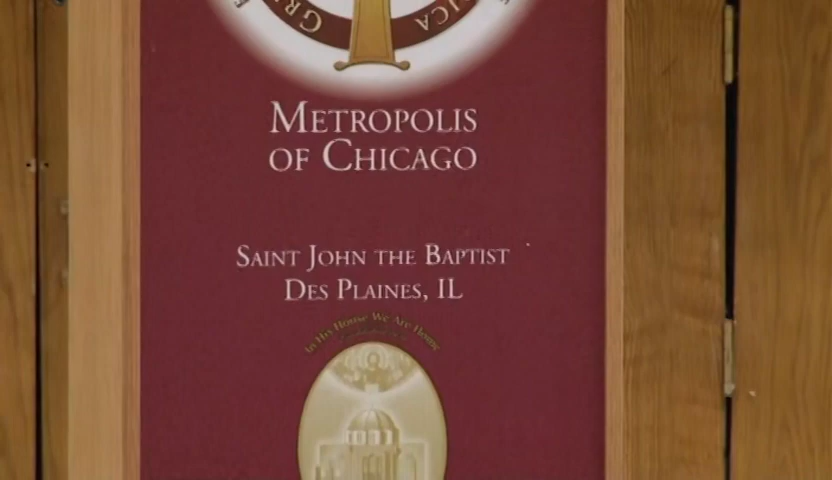 METROPOLIS
OF CHICAGO
SAINT JOHN THE BAPTIST
DES PLAINES, IL
In His House We Are Home